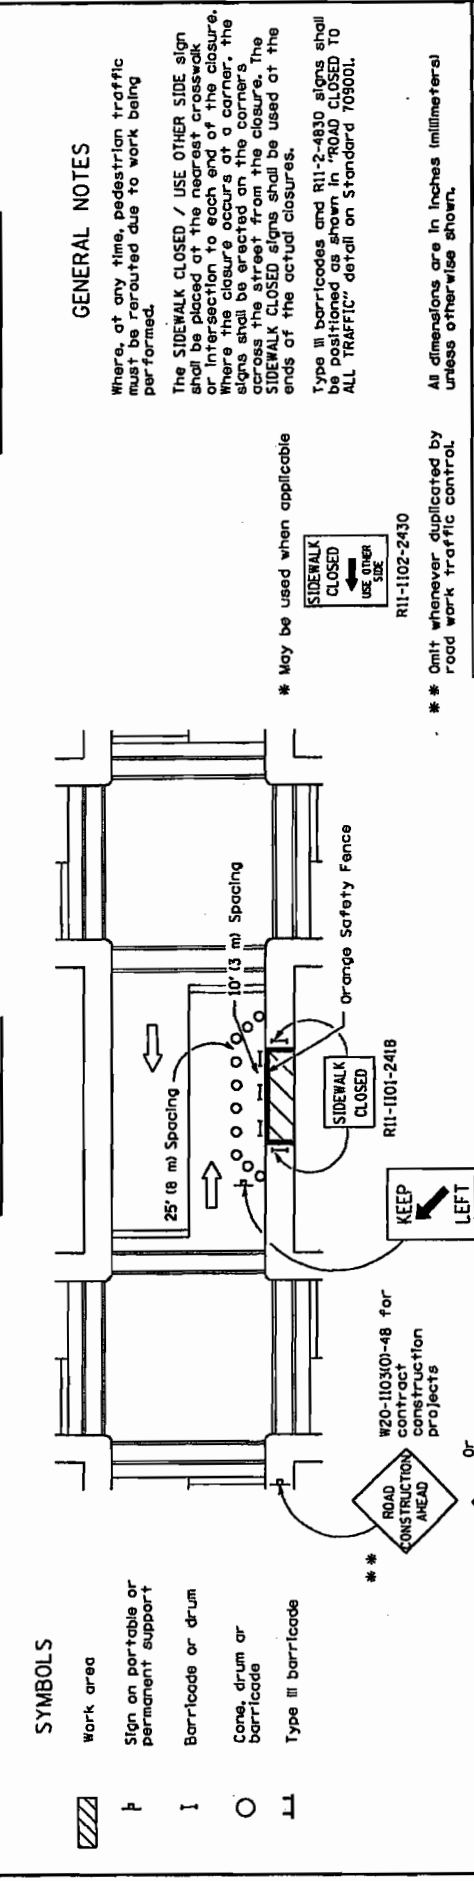 SYMBOLS
Work area
Sign on portable or
permanent support
Barricade or drum
Cone, drum or
barricade
Type III barricade
25' (8 m) Spacing
10' (3 m) Spacing
Orange Safety Fence
SIDEWALK
CLOSED
R11-1101-2418
KEEP
LEFT
W20-1103(0)-48 for
contract
construction
projects
* *
ROAD
CONSTRUCTION
AHEAD
Or
* May be used when applicable
SIDEWALK
CLOSED
USE OTHER
SIDE
R11-1102-2430
* * Omit whenever duplicated by
road work traffic control.
GENERAL NOTES
Where, at any time, pedestrian traffic
must be rerouted due to work being
performed.
The SIDEWALK CLOSED / USE OTHER SIDE sign
shall be placed at the nearest crosswalk
or intersection to each end of the closure.
Where the closure occurs at a corner, the
signs shall be erected on the corners
across the street from the closure. The
SIDEWALK CLOSED signs shall be used at the
ends of the actual closures.
Type III barricades and R11-2-4830 signs shall
be positioned as shown in "ROAD CLOSED TO
ALL TRAFFIC" detail on Standard 709001.
All dimensions are in inches (millimeters)
unless otherwise shown.